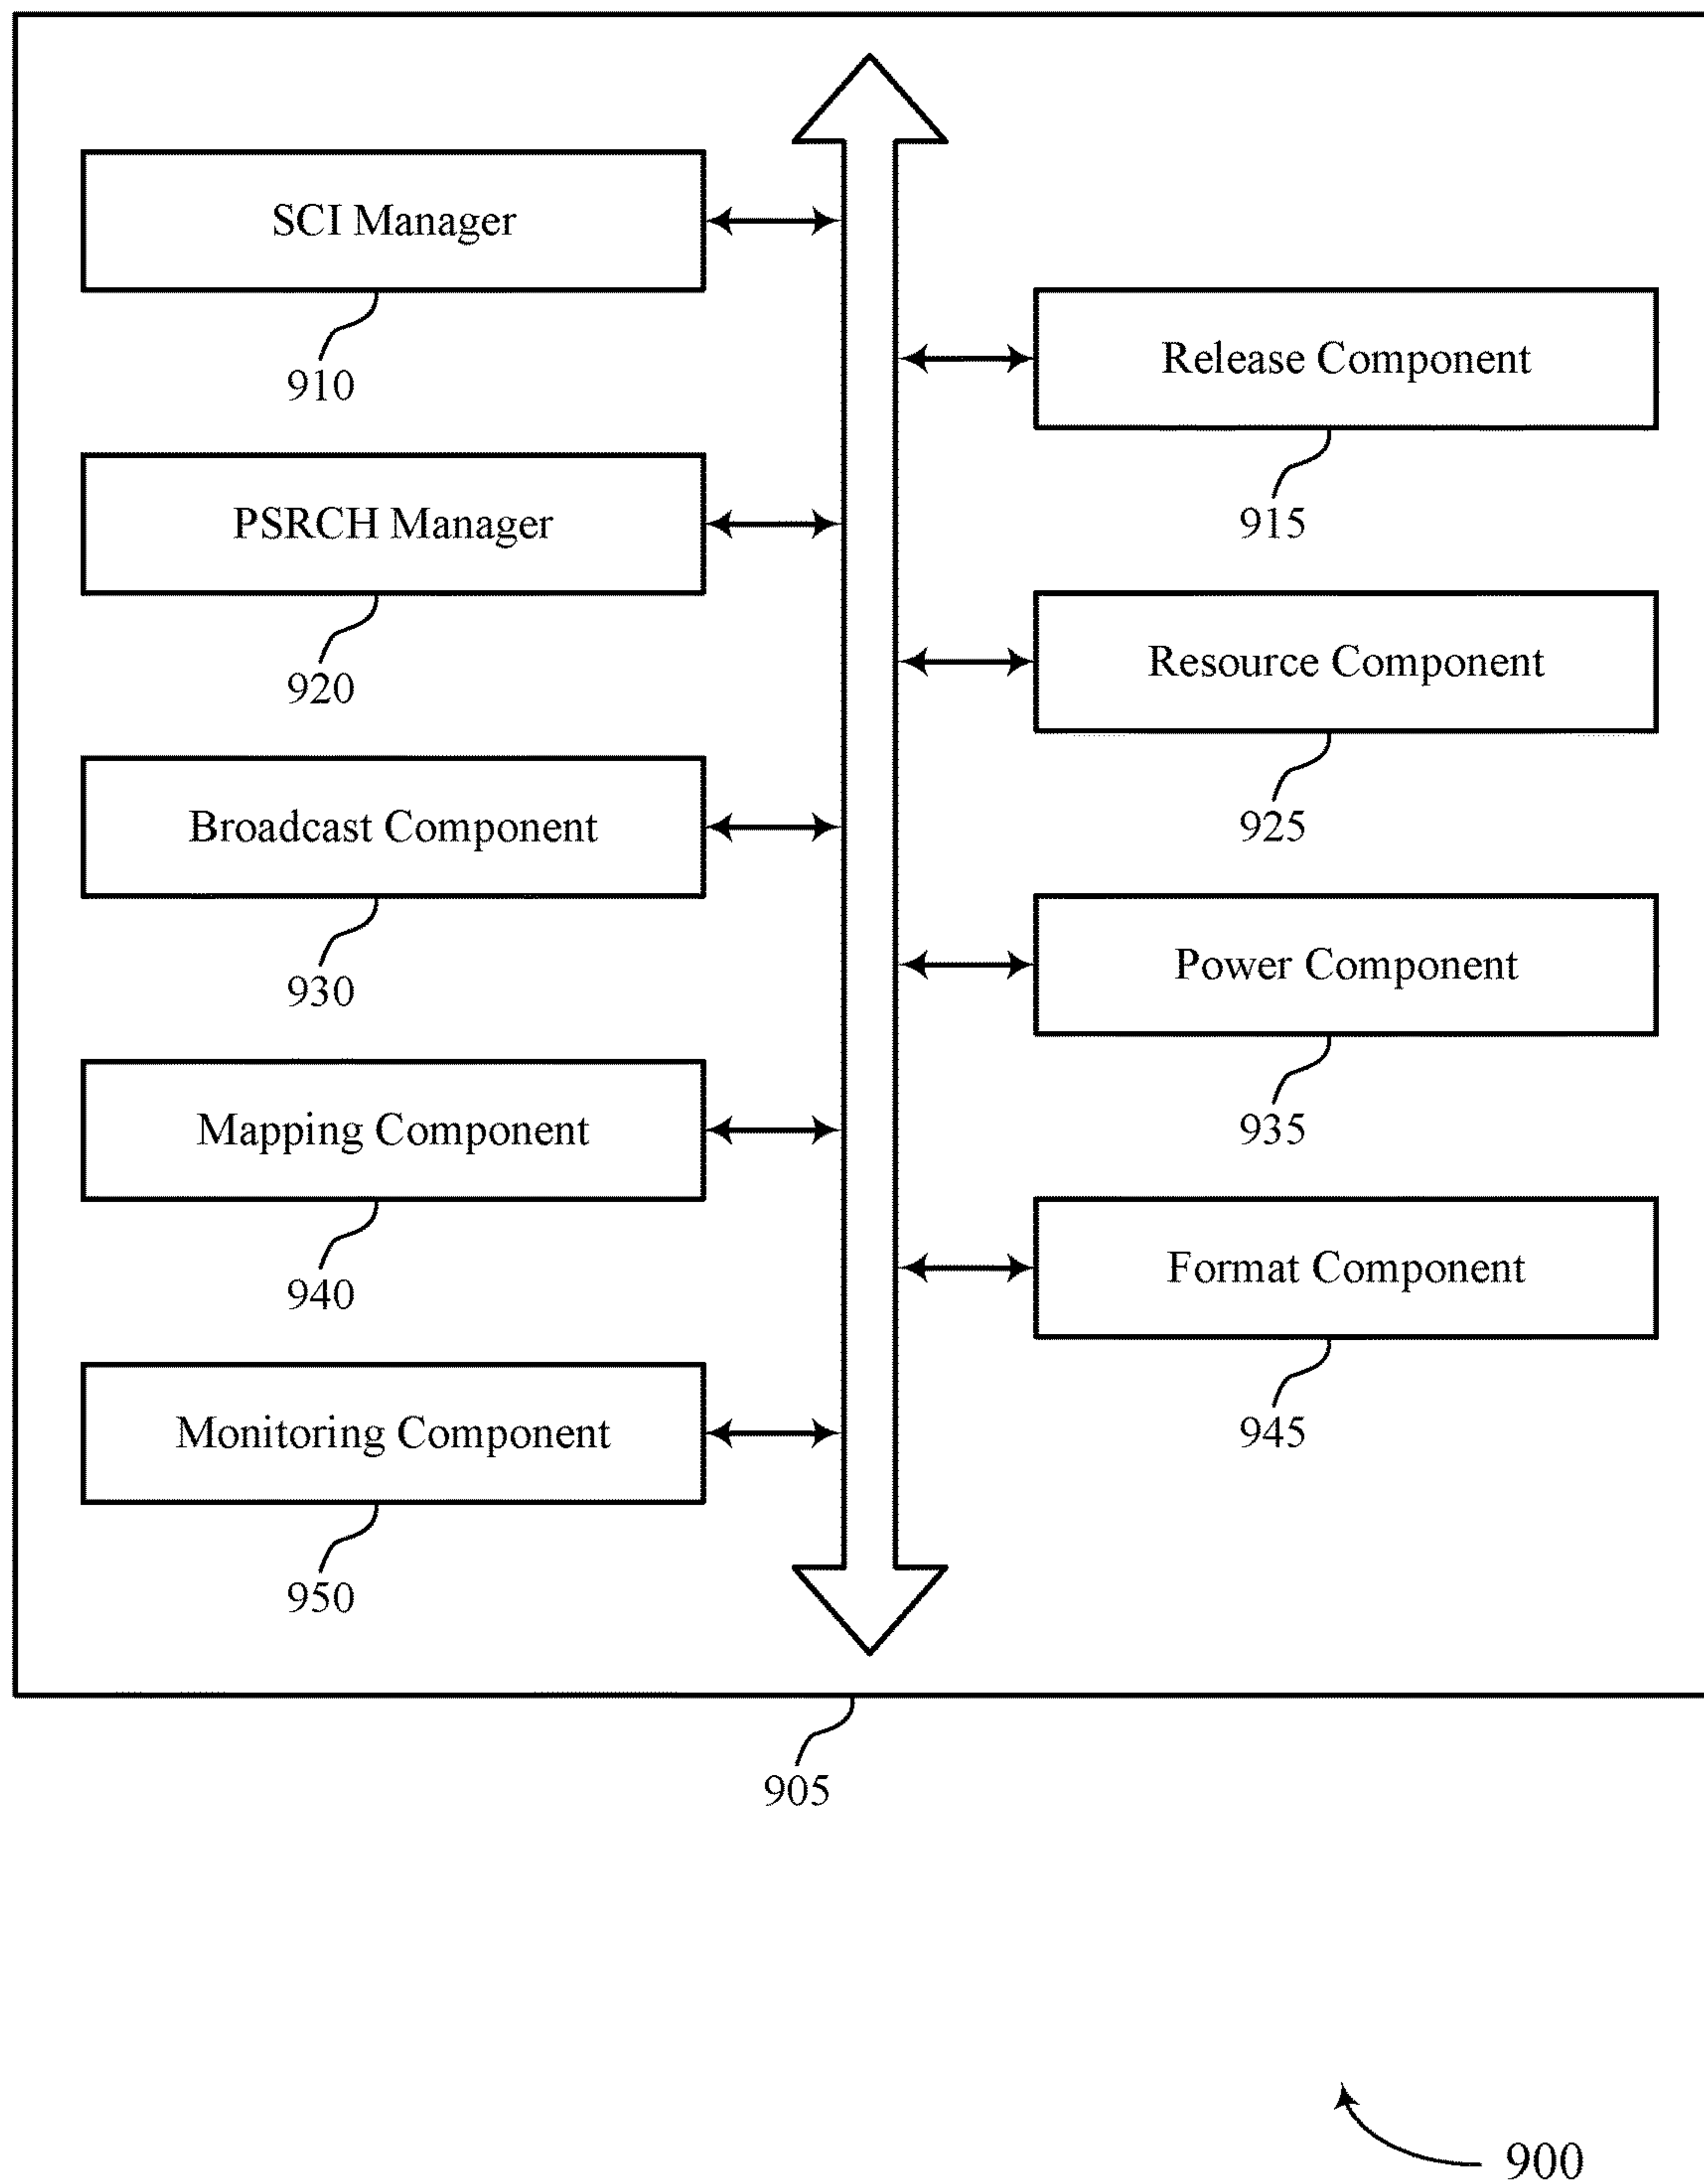 SCI Manager
910
Release Component
915
PSRCH Manager
920
Resource Component
925
Broadcast Component
930
Power Component
935
Mapping Component
940
Format Component
945
Monitoring Component
950
905
900